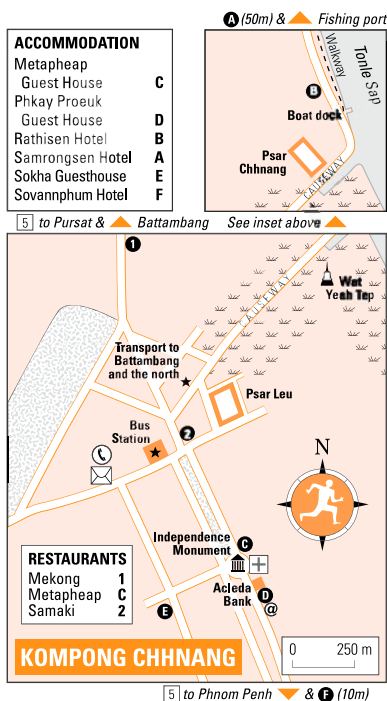 A (50m) & Fishing port
ACCOMMODATION
Metapheap
Guest House C
Phkay Proeuk
Guest House D
Rathisen Hotel B
Samrongsen Hotel A
Sokha Guesthouse E
Sovannphum Hotel F
Walkway
Tonle Sap
B
Boat dock
Psar
Chhnang
CAUSEWAY
5 to Pursat & Battambang
See inset above
1
CAUSEWAY
Wat
Yeah Tep
Transport to
Battambang
and the north
Psar Leu
Bus
Station
2
N
Independence
Monument
C
RESTAURANTS
Mekong 1
Metapheap C
Samaki 2
Acleda
Bank
D
@
E
KOMPONG CHHNANG
0 250 m
5 to Phnom Penh & F (10m)